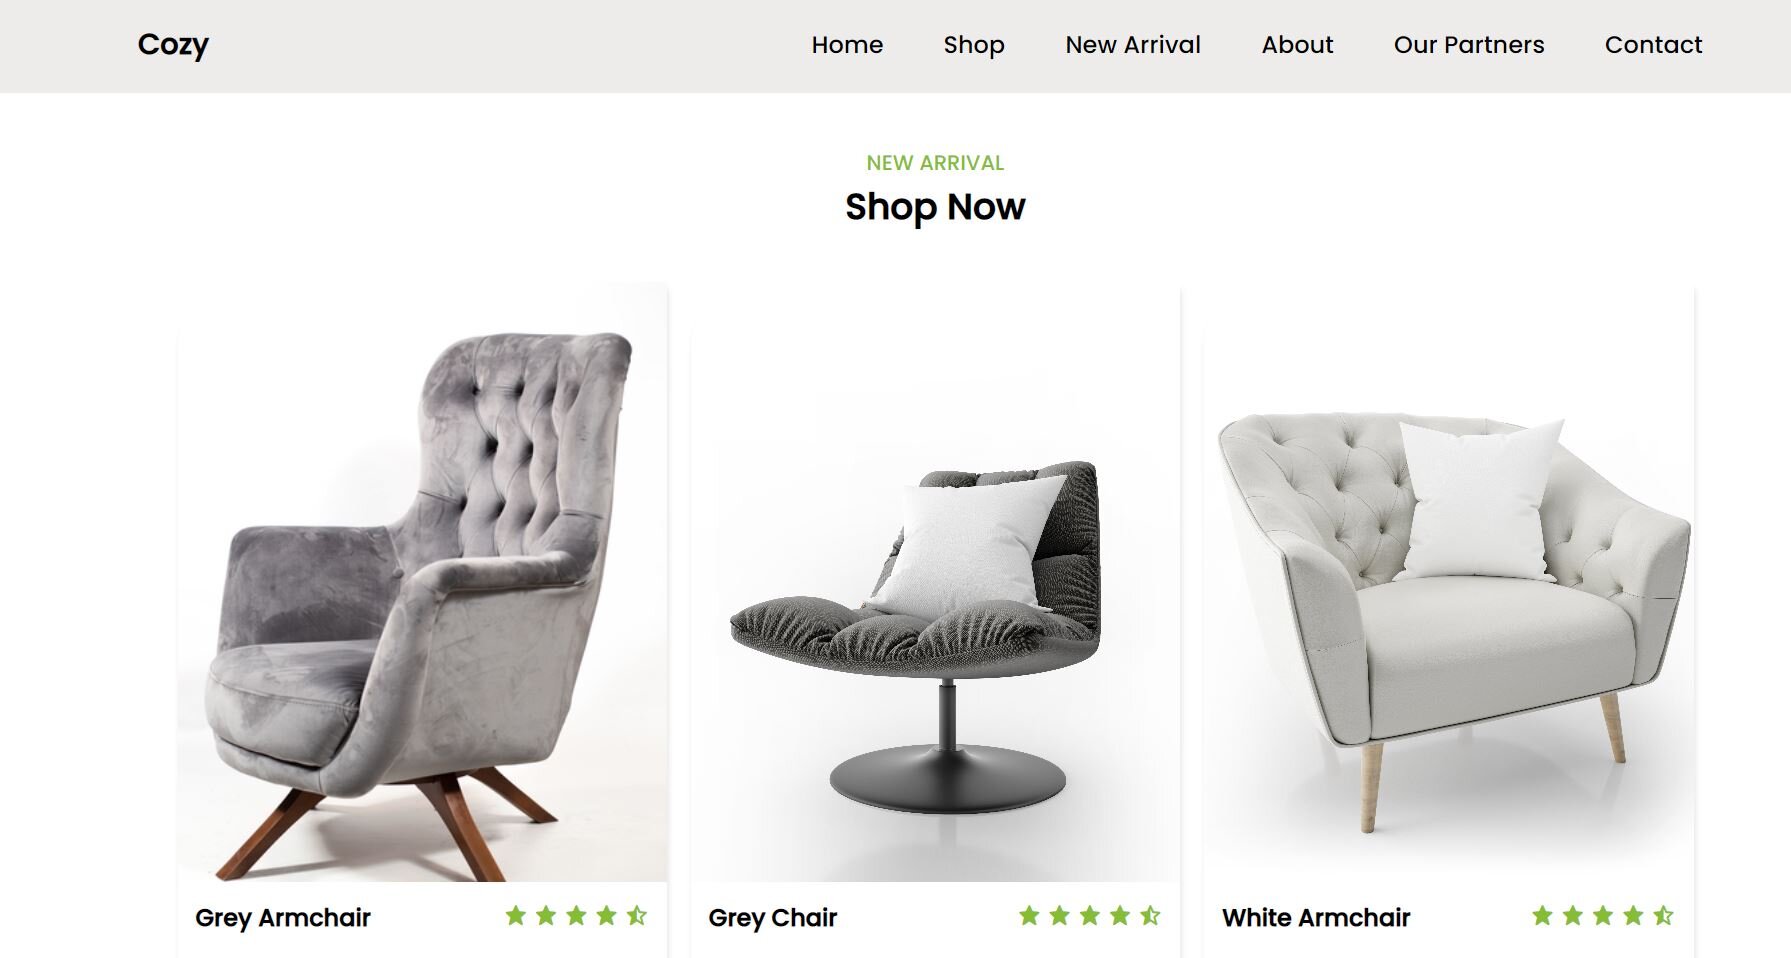 Cozy
Home Shop New Arrival About Our Partners Contact
NEW ARRIVAL
Shop Now
Grey Armchair
Grey Chair
White Armchair